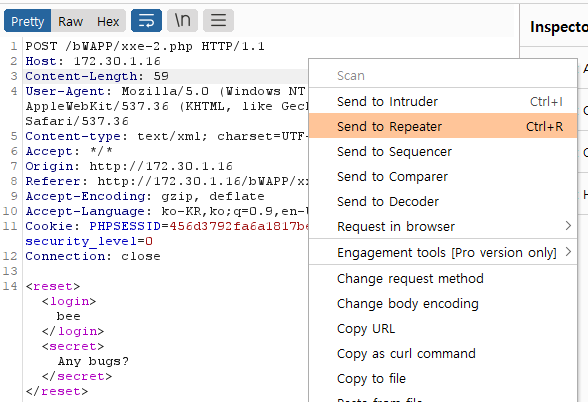 Pretty Raw Hex \n
Inspecto
1 POST /bWAPP/xxe-2.php HTTP/1.1
2 Host: 172.30.1.16
3 Content-Length: 59
4 User-Agent: Mozilla/5.0 (Windows NT
AppleWebKit/537.36 (KHTML, like Gec
Safari/537.36
5 Content-type: text/xml; charset=UTF-
6 Accept: */*
7 Origin: http://172.30.1.16
8 Referer: http://172.30.1.16/bWAPP/xx
9 Accept-Encoding: gzip, deflate
10 Accept-Language: ko-KR,ko;q=0.9,en-U
11 Cookie: PHPSESSID=456d3792fa6a1817be
security_level=0
12 Connection: close
13
14 <reset>
<login>
bee
</login>
<secret>
Any bugs?
</secret>
</reset>
Scan
Send to Intruder Ctrl+I
Send to Repeater Ctrl+R
Send to Sequencer
Send to Comparer
Send to Decoder
Request in browser
Engagement tools [Pro version only]
Change request method
Change body encoding
Copy URL
Copy as curl command
Copy to file
Paste from file